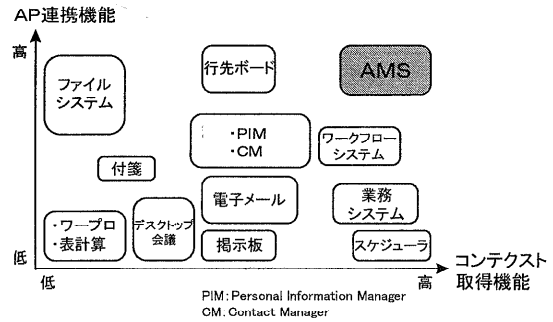 AP連携機能
高
ファイル
システム
行先ボード
AMS
・PIM
・CM
ワークフロー
システム
付箋
電子メール
業務
システム
・ワープロ
・表計算
デスクトップ
会議
掲示板
スケジューラ
低
低
高
コンテクスト
取得機能
PIM:Personal Information Manager
CM:Contact Manager